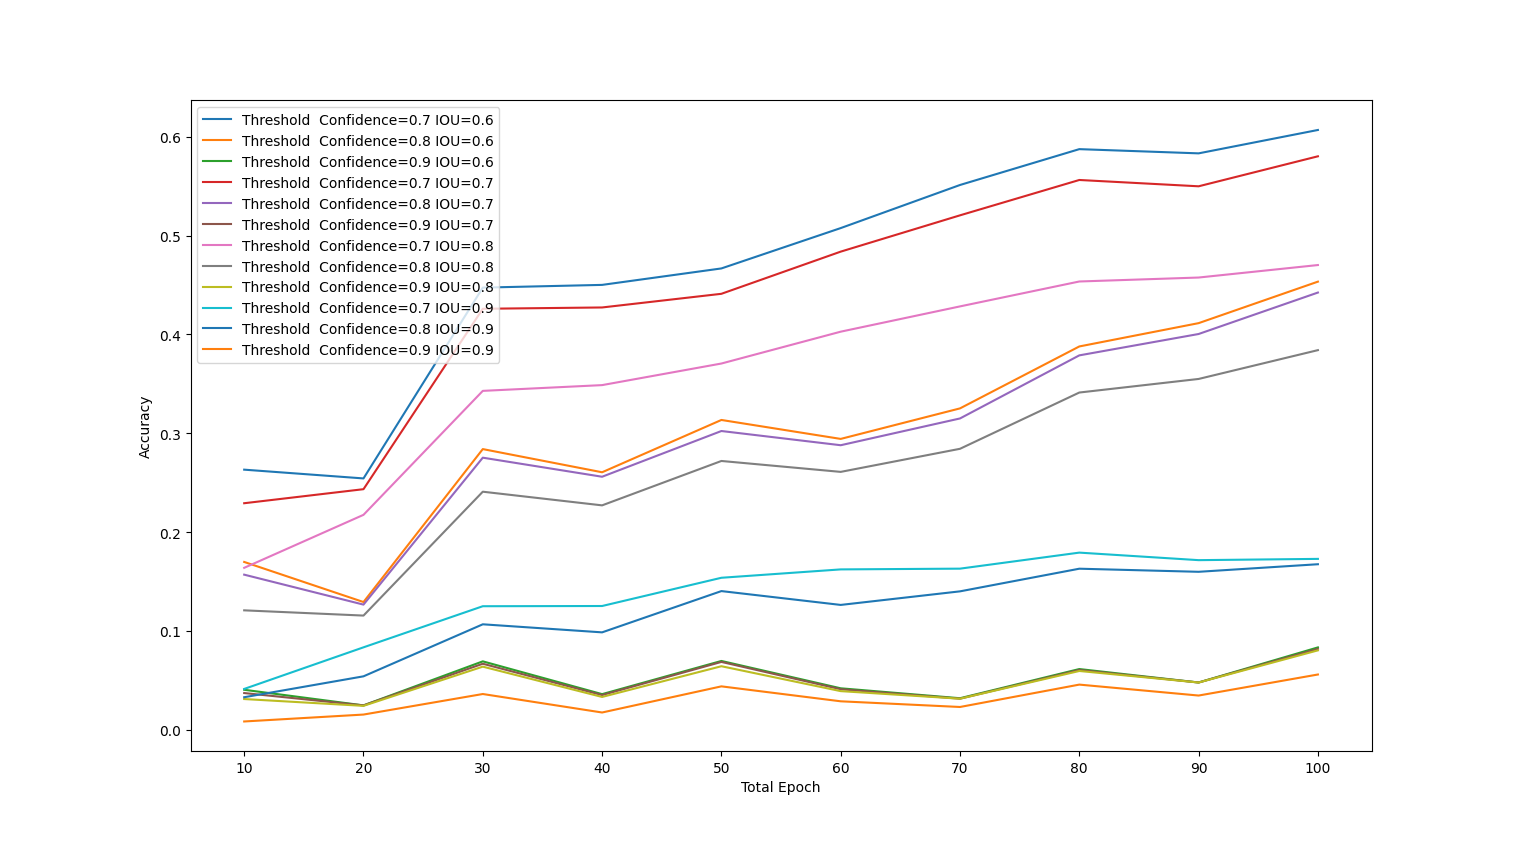 Threshold  Confidence=0.7 IOU=0.6
Threshold  Confidence=0.8 IOU=0.6
Threshold  Confidence=0.9 IOU=0.6
Threshold  Confidence=0.7 IOU=0.7
Threshold  Confidence=0.8 IOU=0.7
Threshold  Confidence=0.9 IOU=0.7
Threshold  Confidence=0.7 IOU=0.8
Threshold  Confidence=0.8 IOU=0.8
Threshold  Confidence=0.9 IOU=0.8
Threshold  Confidence=0.7 IOU=0.9
Threshold  Confidence=0.8 IOU=0.9
Threshold  Confidence=0.9 IOU=0.9
0.6
0.5
0.4
0.3
0.2
0.1
0.0
Accuracy
10 20 30 40 50 60 70 80 90 100
Total Epoch